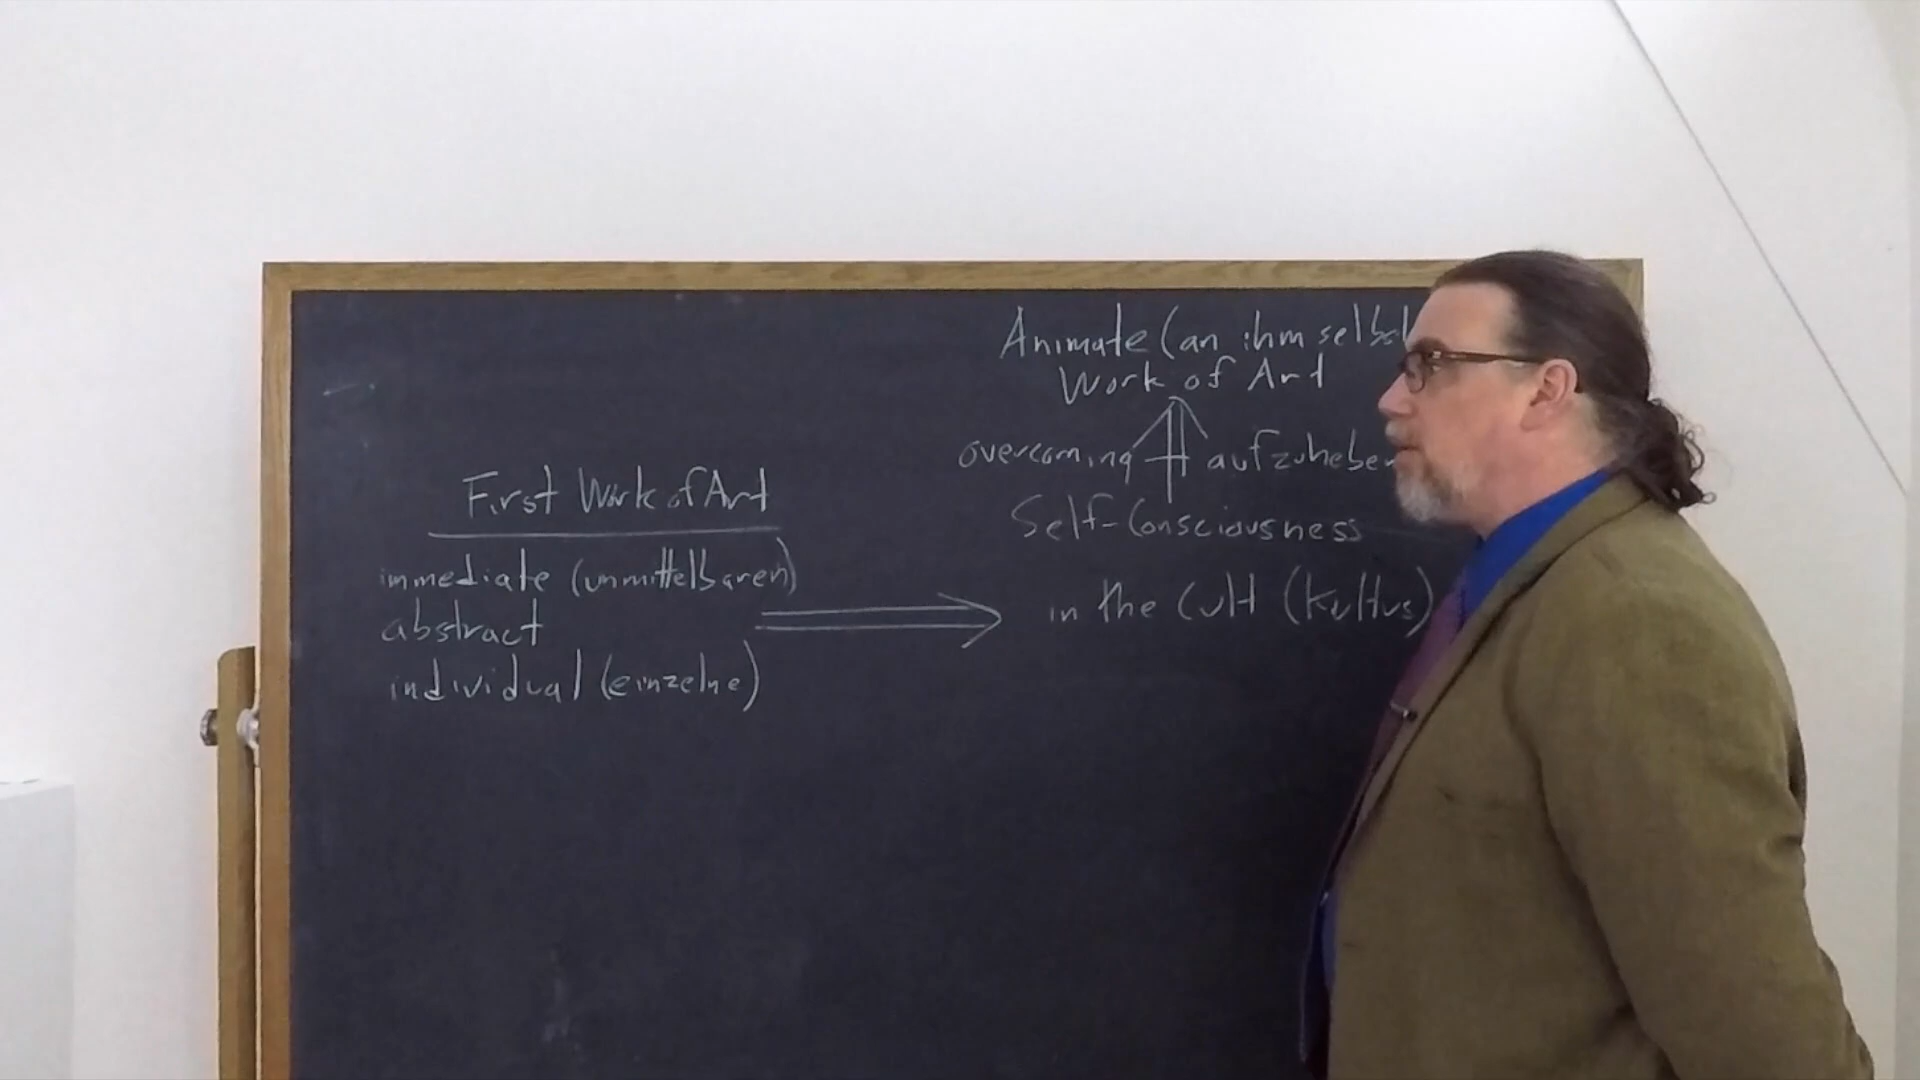 First Work of Art
immediate (unmittelbaren)
abstract
individual (einzelne)
Animate (an ihm selbst
Work of Art
overcoming
aufzuheben
Self-Consciousness
in the Cult (Kultus)